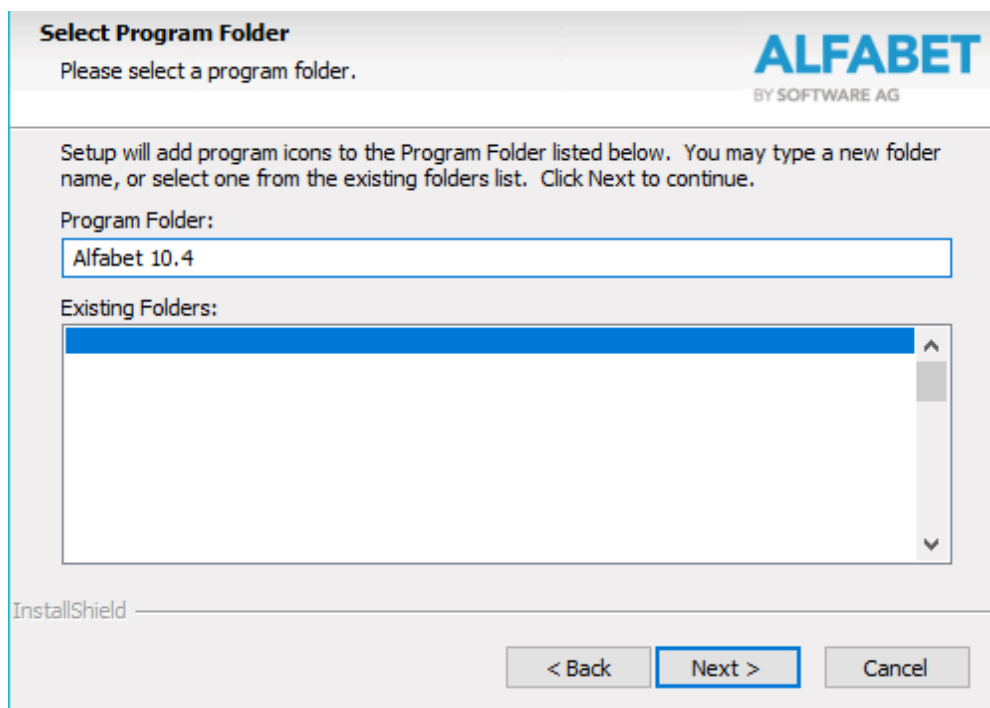 Select Program Folder
Please select a program folder.
ALFABET
BY SOFTWARE AG
Setup will add program icons to the Program Folder listed below.  You may type a new folder
name, or select one from the existing folders list.  Click Next to continue.
Program Folder:
Alfabet 10.4
Existing Folders:
InstallShield
< Back
Next >
Cancel